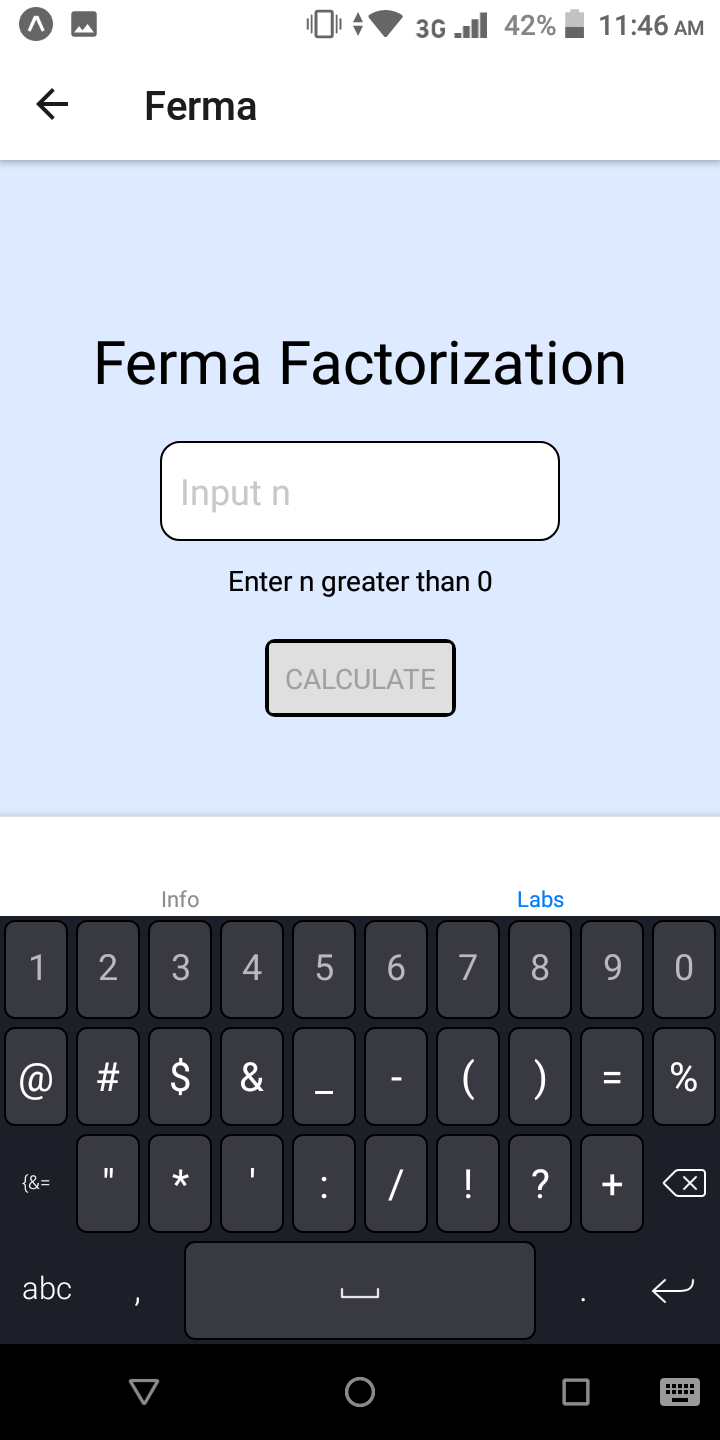 3G 42% 11:46 AM
Ferma
Ferma Factorization
Input n
Enter n greater than 0
CALCULATE
Info Labs
1 2 3 4 5 6 7 8 9 0
@ # $ & _ - ( ) = %
{&= " * ' : / ! ? +
abc , .